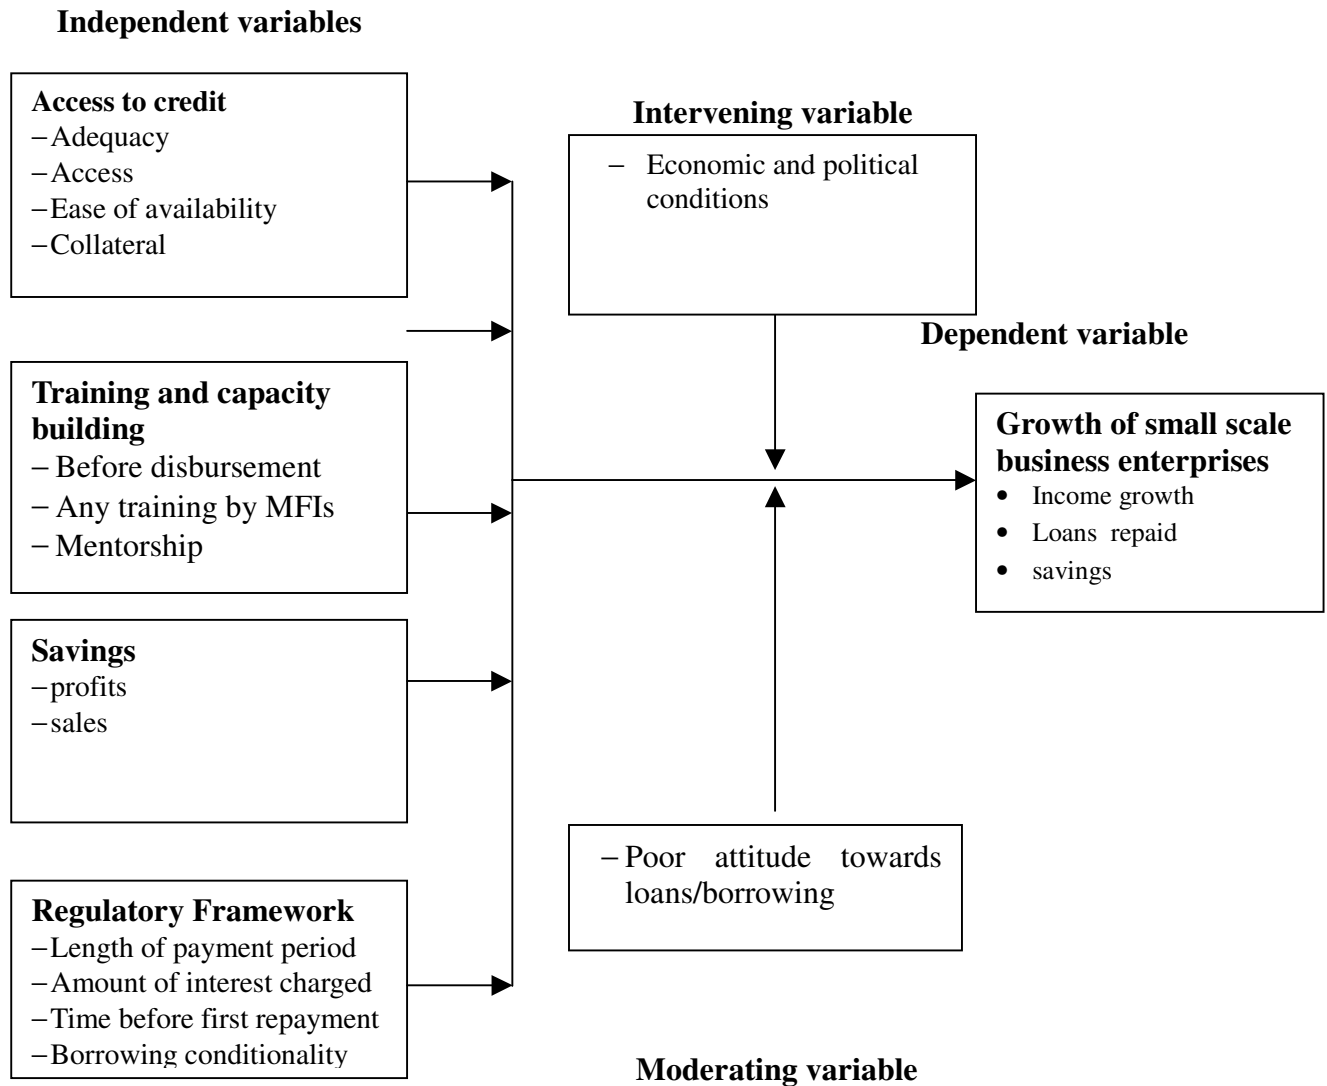 Independent variables
Access to credit
–Adequacy
–Access
–Ease of availability
–Collateral
Training and capacity
building
– Before disbursement
– Any training by MFIs
– Mentorship
Savings
–profits
–sales
Regulatory Framework
–Length of payment period
–Amount of interest charged
–Time before first repayment
–Borrowing conditionality
Intervening variable
– Economic and political
conditions
Dependent variable
Growth of small scale
business enterprises
• Income growth
• Loans repaid
• savings
– Poor attitude towards
loans/borrowing
Moderating variable